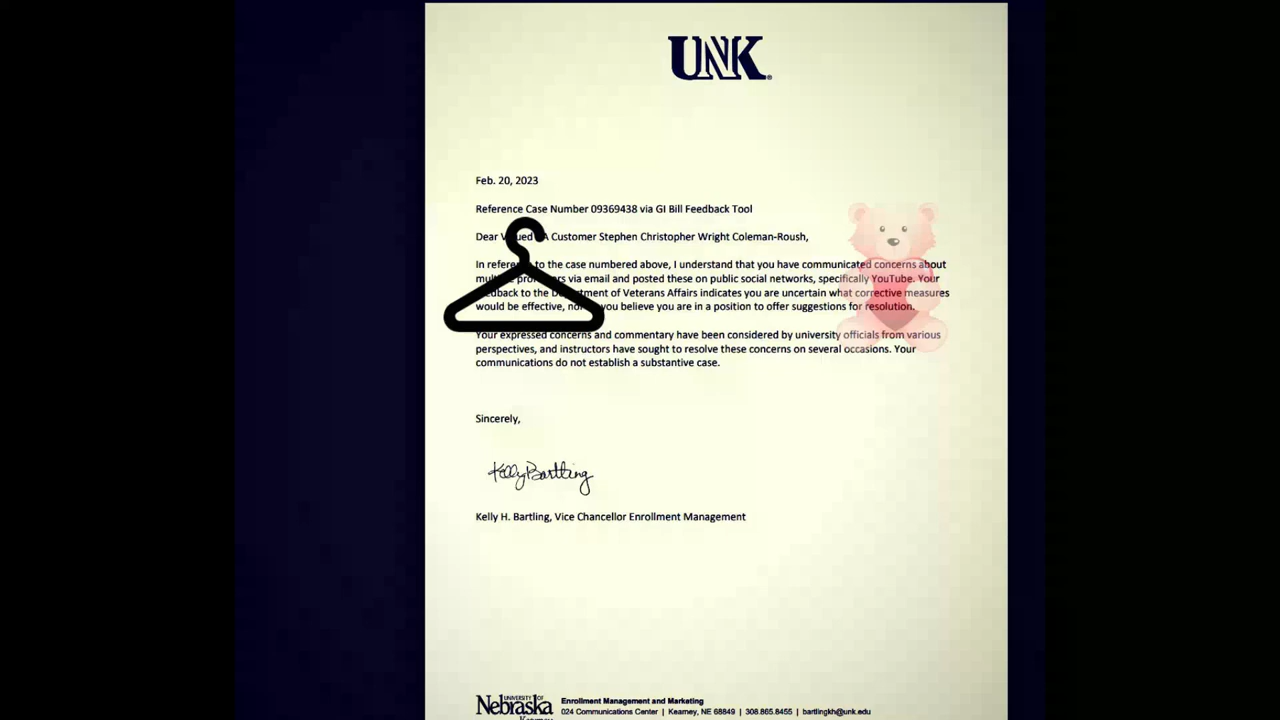 UNK
Feb. 20, 2023
Reference Case Number 09369438 via GI Bill Feedback Tool
Dear Customer Stephen Christopher Wright Coleman-Roush,
In to the case numbered above, I understand that you have communicated concerns about
via email and posted these on public social networks, specifically YouTube. Your
to the of Veterans Affairs indicates you are uncertain what corrective measures
would be effective, you believe you are in a position to offer suggestions for resolution.
Your expressed concerns and commentary have been considered by university officials from various
perspectives, and instructors have sought to resolve these concerns on several occasions. Your
communications do not establish a substantive case.
Sincerely,
Kelly Bartling
Kelly H. Bartling, Vice Chancellor Enrollment Management
UNIVERSITY OF
Nebraska
Kearney
Enrollment Management and Marketing
024 Communications Center | Kearney, NE 68849 | 308.865.8455 | bartlingkh@unk.edu